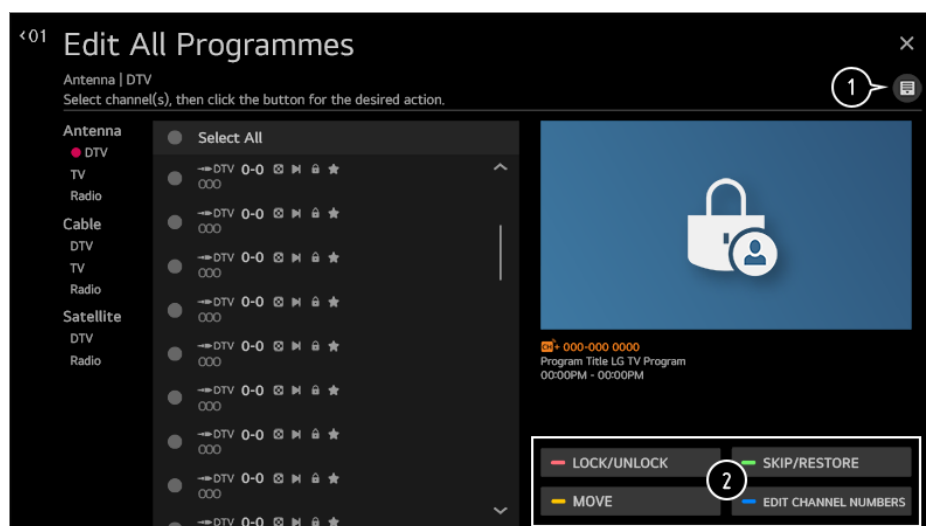 <01 Edit All Programmes
Antenna | DTV
Select channel(s), then click the button for the desired action.
1
Antenna
DTV
TV
Radio
Cable
DTV
TV
Radio
Satellite
DTV
Radio
Select All
DTV 0-0
000
DTV 0-0
000
DTV 0-0
000
DTV 0-0
000
DTV 0-0
000
DTV 0-0
000
DTV 0-0
000
DTV 0-0
000
DTV 0-0
CH+ 000-000 0000
Program Title LG TV Program
00:00PM - 00:00PM
LOCK/UNLOCK
SKIP/RESTORE
2
MOVE
EDIT CHANNEL NUMBERS